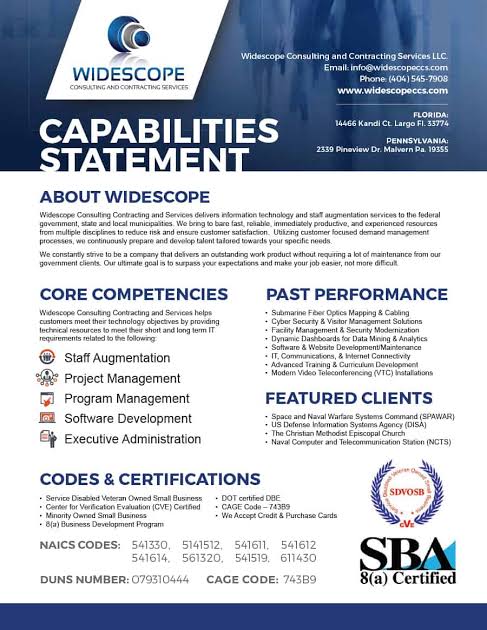 WIDESCOPE
CONSULTING AND CONTRACTING SERVICES
Widescope Consulting and Contracting Services LLC.
Email: info@widescopeccs.com
Phone: (404) 545-7908
www.widescopeccs.com
FLORIDA:
14466 Kandi Ct. Largo Fl. 33774
PENNSYLVANIA:
2339 Pineview Dr. Malvern Pa. 19355
CAPABILITIES
STATEMENT
ABOUT WIDESCOPE
Widescope Consulting Contracting and Services delivers information technology and staff augmentation services to the federal
government, state and local municipalities. We bring to bare fast, reliable, immediately productive, and experienced resources
from multiple disciplines to reduce risk and ensure customer satisfaction. Utilizing customer focused demand management
processes, we continuously prepare and develop talent tailored towards your specific needs.
We constantly strive to be a company that delivers an outstanding work product without requiring a lot of maintenance from our
government clients. Our ultimate goal is to surpass your expectations and make your job easier, not more difficult.
CORE COMPETENCIES
Widescope Consulting Contracting and Services helps
customers meet their technology objectives by providing
technical resources to meet their short and long term IT
requirements related to the following:
Staff Augmentation
Project Management
Program Management
Software Development
Executive Administration
PAST PERFORMANCE
• Submarine Fiber Optics Mapping & Cabling
• Cyber Security & Visitor Management Solutions
• Facility Management & Security Modernization
• Dynamic Dashboards for Data Mining & Analytics
• Software & Website Development/Maintenance
• IT, Communications, & Internet Connectivity
• Advanced Training & Curriculum Development
• Modern Video Teleconferencing (VTC) Installations
FEATURED CLIENTS
• Space and Naval Warfare Systems Command (SPAWAR)
• US Defense Information Systems Agency (DISA)
• The Christian Methodist Episcopal Church
• Naval Computer and Telecommunication Station (NCTS)
CODES & CERTIFICATIONS
• Service Disabled Veteran Owned Small Business
• Center for Verification Evaluation (CVE) Certified
• Minority Owned Small Business
• 8(a) Business Development Program
• DOT certified DBE
• CAGE Code – 743B9
• We Accept Credit & Purchase Cards
NAICS CODES: 541330, 5141512, 541611, 541612
541614, 561320, 541519, 611430
DUNS NUMBER: 079310444 CAGE CODE: 743B9
Service Disabled Veteran Owned Small Business
SDVOSB
CVE
SBA
8(a) Certified